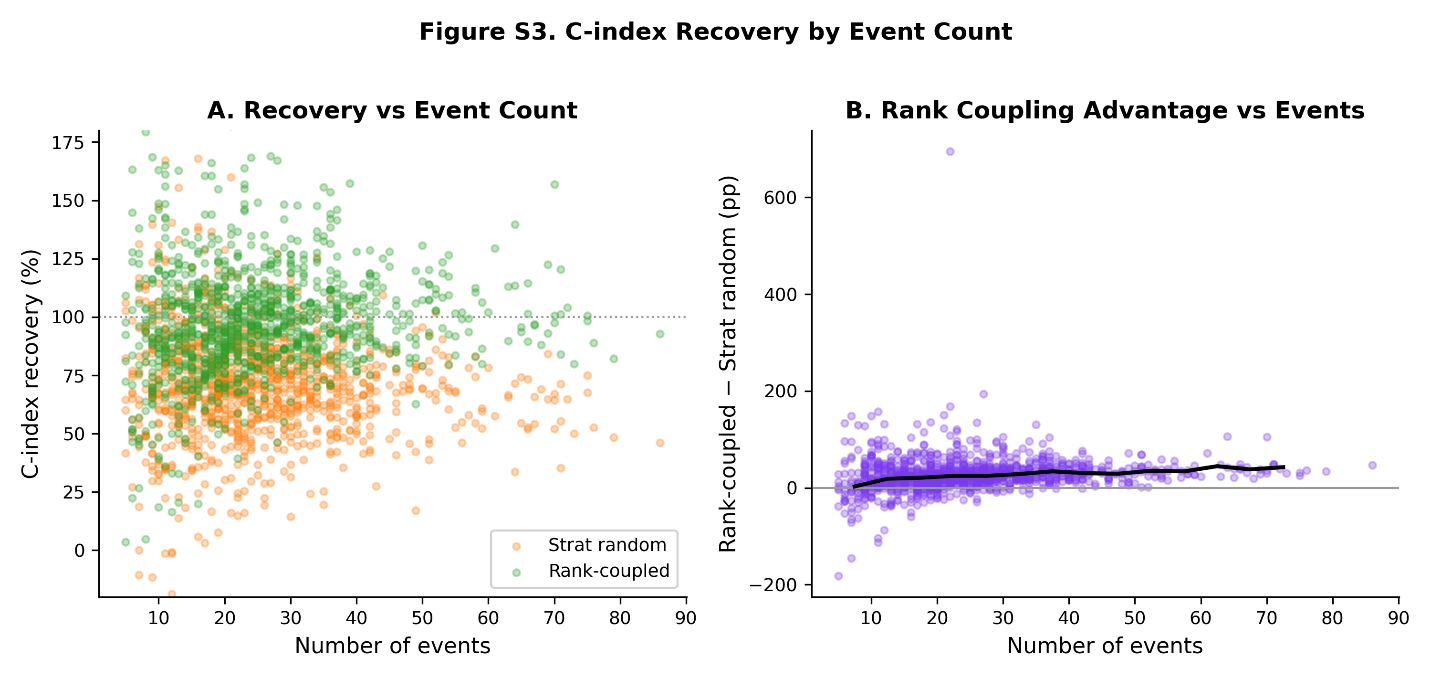 Figure S3. C-index Recovery by Event Count
A. Recovery vs Event Count
C-index recovery (%)
175
150
125
100
75
50
25
0
10 20 30 40 50 60 70 80 90
Number of events
Strat random
Rank-coupled
B. Rank Coupling Advantage vs Events
Rank-coupled − Strat random (pp)
600
400
200
0
−200
10 20 30 40 50 60 70 80 90
Number of events